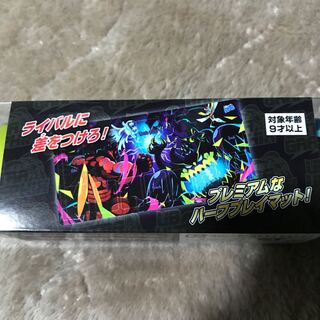 ライバルに
差をつけろ！
対象年齢
9才以上
プレミアムな
ハーフプレイマット！